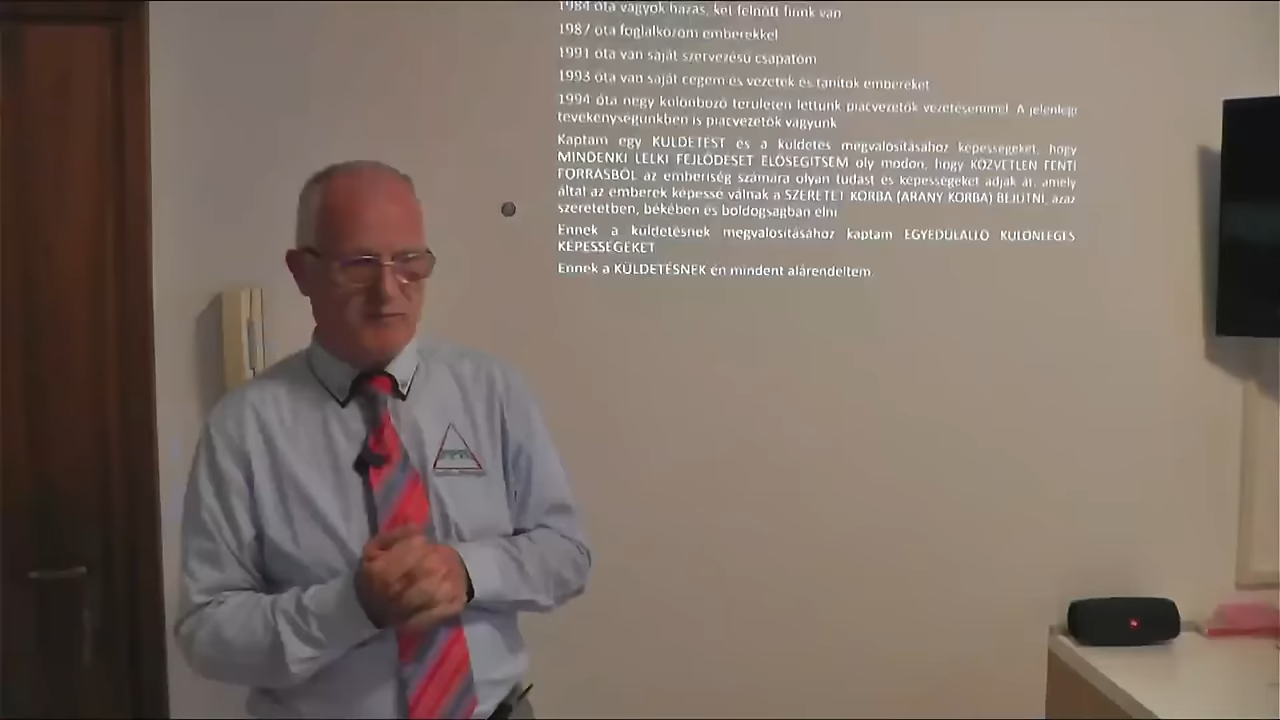 1984 óta vagyok házas, két felnőtt fiunk van
1987 óta foglalkozom emberekkel
1991 óta van saját szervezésű csapatom
1993 óta van saját cégem és vezetek és tanítok embereket
1994 óta négy különböző területen lettünk piacvezetők vezetésemmel. A jelenlegi
tevékenységünkben is piacvezetők vagyunk
Kaptam egy KÜLDETÉST és a küldetés megvalósításához képességeket, hogy
MINDENKI LELKI FEJLŐDÉSÉT ELŐSEGÍTSEM oly módon, hogy KÖZVETLEN FENTI
FORRÁSBÓL az emberiség számára olyan tudást és képességeket adjak át, amely
által az emberek képessé válnak a SZERETET KORBA (ARANY KORBA) BEJUTNI, azaz
szeretetben, békében és boldogságban élni
Ennek a küldetésnek megvalósításához kaptam EGYEDÜLÁLLÓ KÜLÖNLEGES
KÉPESSÉGEKET
Ennek a KÜLDETÉSNEK én mindent alárendeltem.